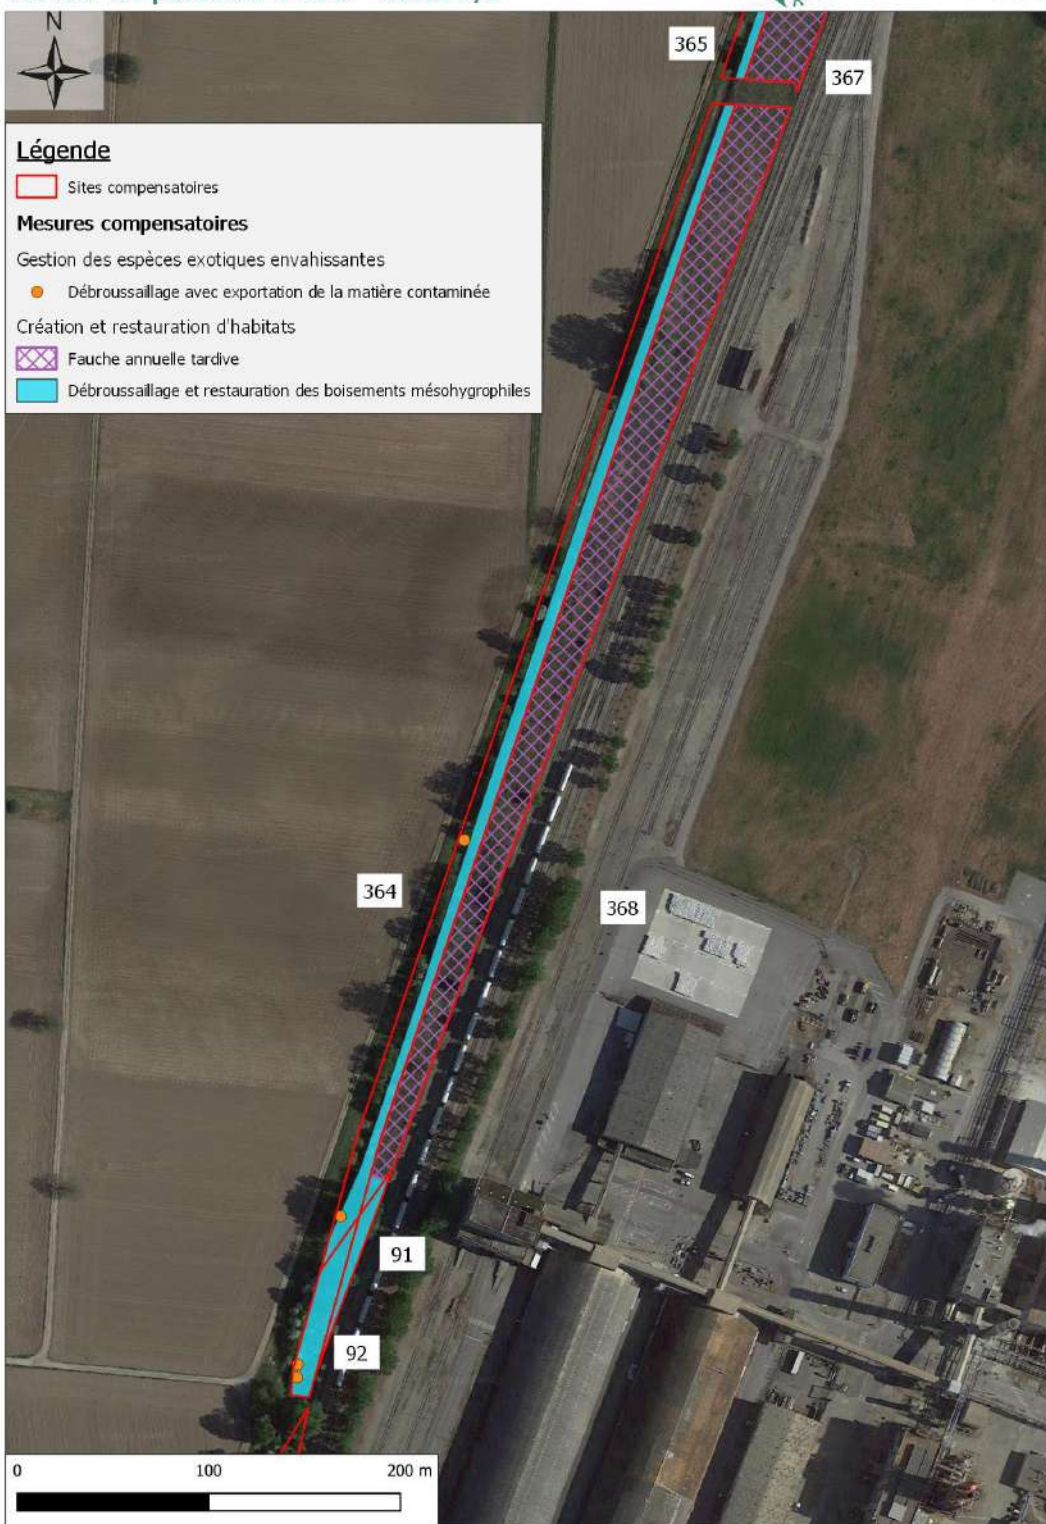 N
Légende
Sites compensatoires
Mesures compensatoires
Gestion des espèces exotiques envahissantes
Débroussaillage avec exportation de la matière contaminée
Création et restauration d'habitats
Fauche annuelle tardive
Débroussaillage et restauration des boisements mésohygrophiles
365
367
364
368
91
92
0 100 200 m